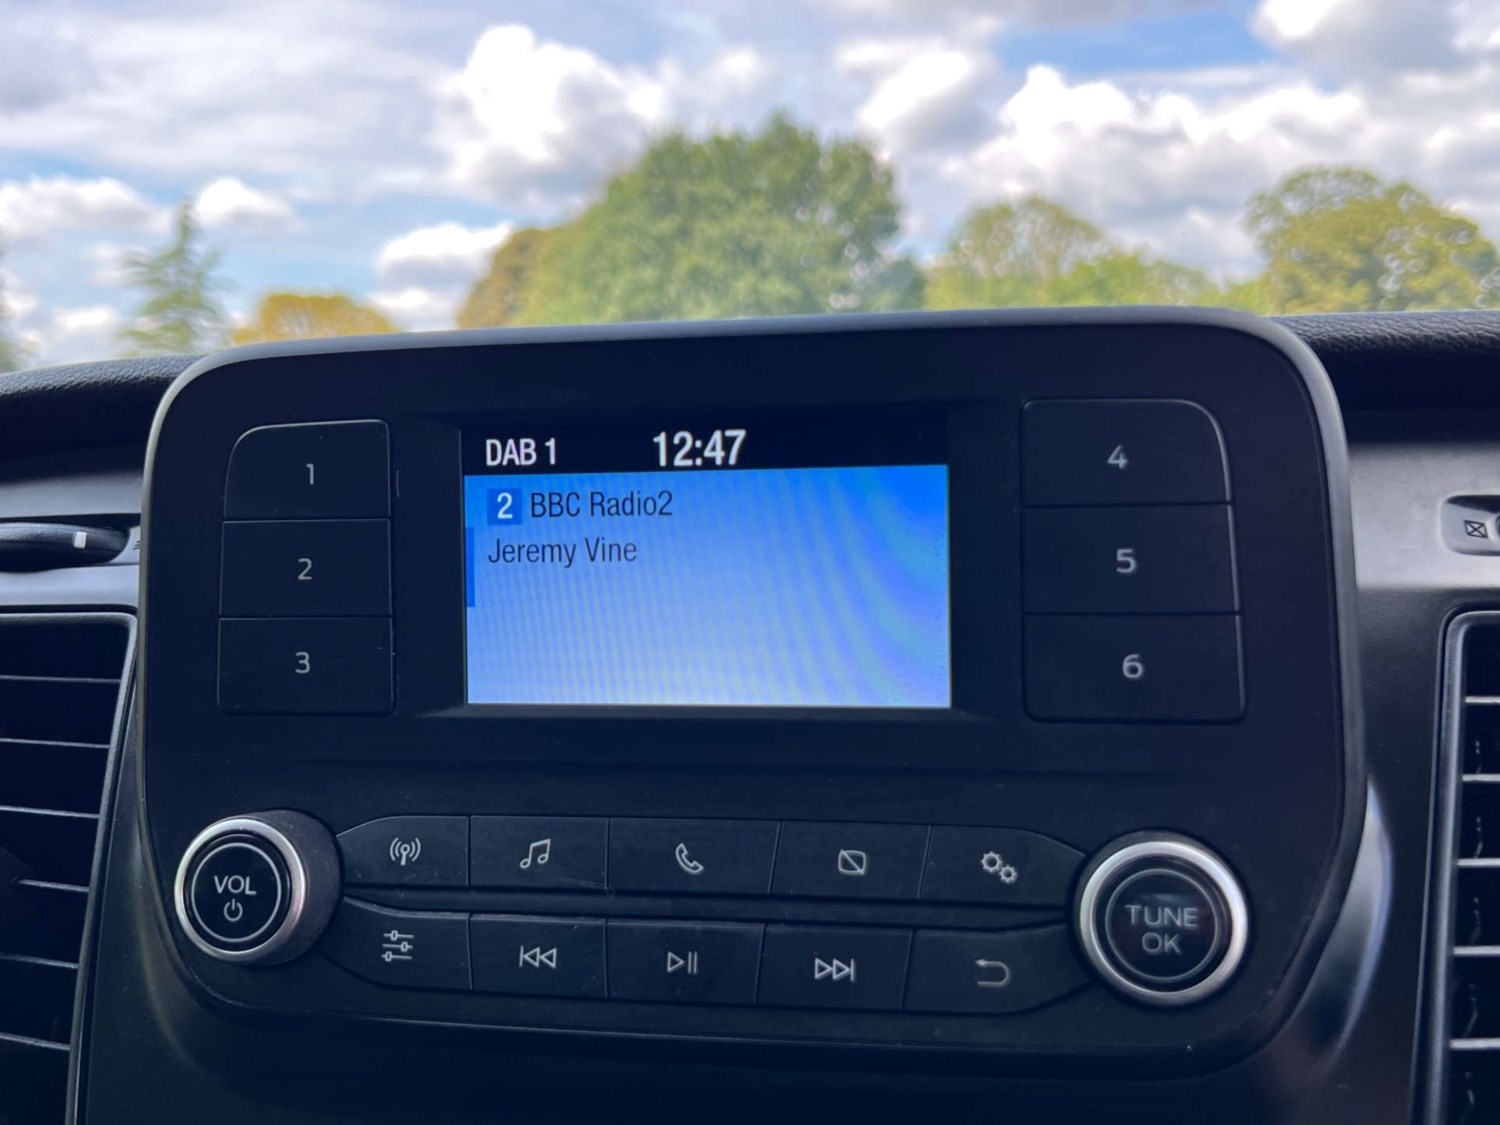 DAB 1 12:47
2 BBC Radio2
Jeremy Vine
1
2
3
4
5
6
VOL
TUNE
OK